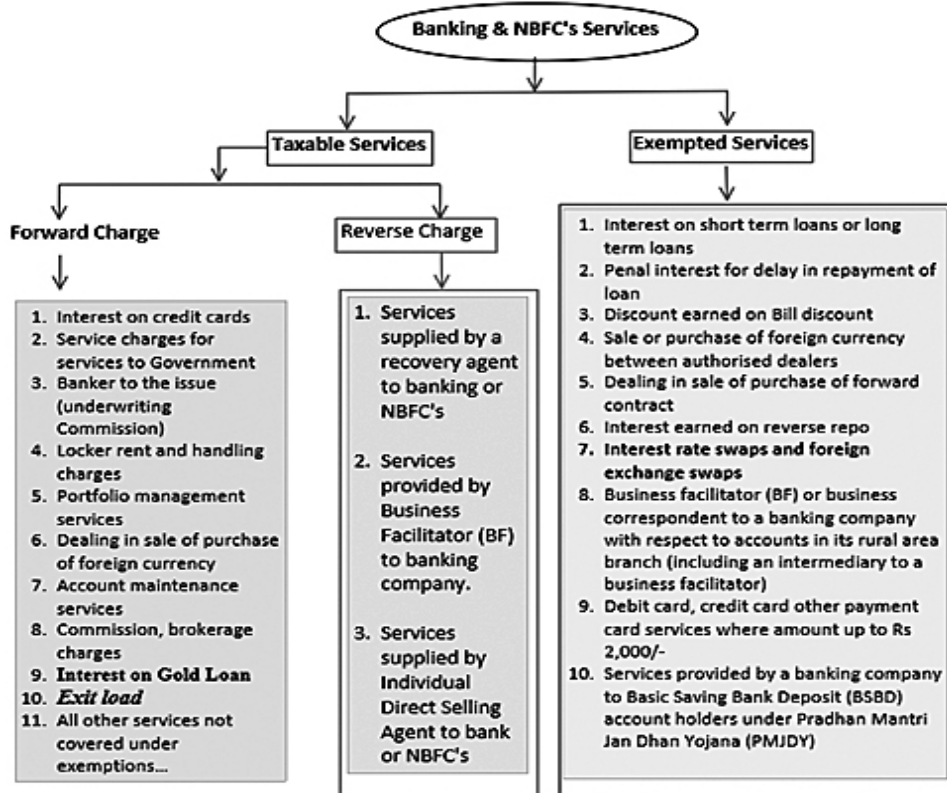 Banking & NBFC's Services
Taxable Services
Exempted Services
Forward Charge
Reverse Charge
1. Interest on credit cards
2. Service charges for
services to Government
3. Banker to the issue
(underwriting
Commission)
4. Locker rent and handling
charges
5. Portfolio management
services
6. Dealing in sale of purchase
of foreign currency
7. Account maintenance
services
8. Commission, brokerage
charges
9. Interest on Gold Loan
10. Exit load
11. All other services not
covered under
exemptions...
1. Services
supplied by a
recovery agent
to banking or
NBFC's
2. Services
provided by
Business
Facilitator (BF)
to banking
company.
3. Services
supplied by
Individual
Direct Selling
Agent to bank
or NBFC's
1. Interest on short term loans or long
term loans
2. Penal interest for delay in repayment of
loan
3. Discount earned on Bill discount
4. Sale or purchase of foreign currency
between authorised dealers
5. Dealing in sale of purchase of forward
contract
6. Interest earned on reverse repo
7. Interest rate swaps and foreign
exchange swaps
8. Business facilitator (BF) or business
correspondent to a banking company
with respect to accounts in its rural area
branch (including an intermediary to a
business facilitator)
9. Debit card, credit card other payment
card services where amount up to Rs
2,000/-
10. Services provided by a banking company
to Basic Saving Bank Deposit (BSBD)
account holders under Pradhan Mantri
Jan Dhan Yojana (PMJDY)